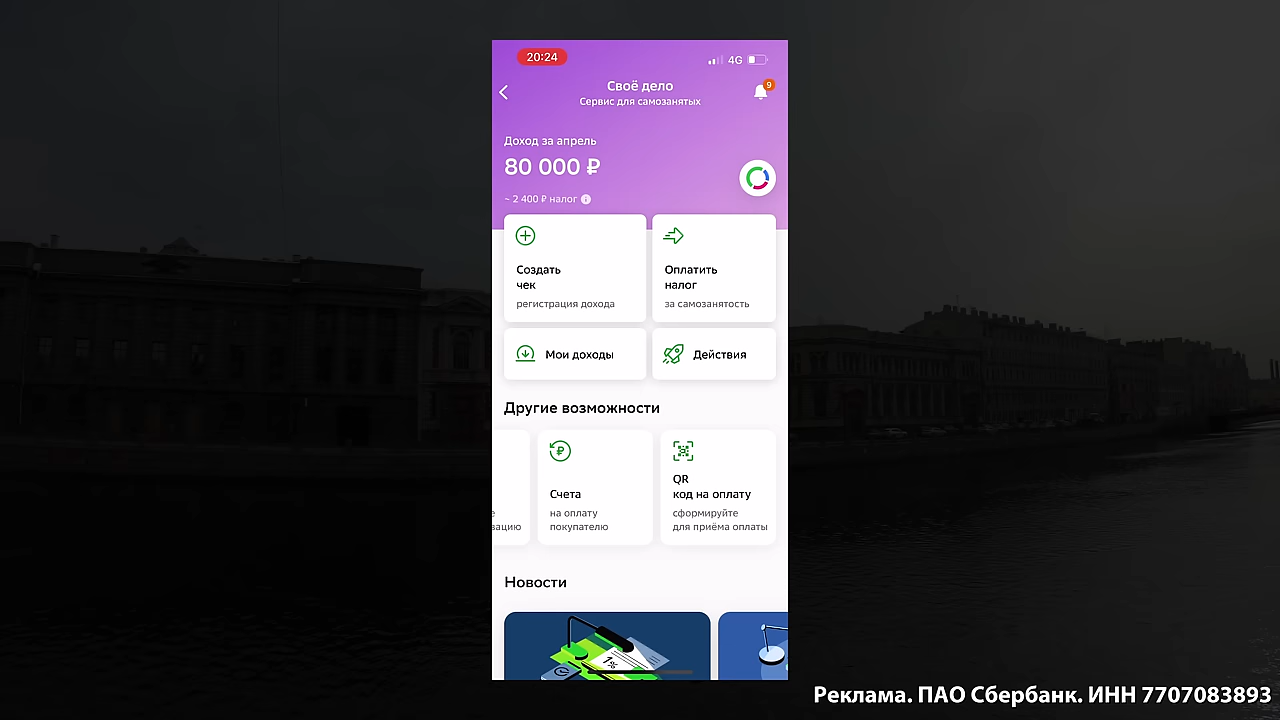 20:24
4G
Своё дело
9
Сервис для самозанятых
Доход за апрель
80 000 ₽
~ 2 400 ₽ налог
Создать
чек
регистрация дохода
Оплатить
налог
за самозанятость
Мои доходы
Действия
Другие возможности
е
зацию
Счета
на оплату
покупателю
QR
код на оплату
сформируйте
для приёма оплаты
Новости
1%
Реклама. ПАО Сбербанк. ИНН 7707083893